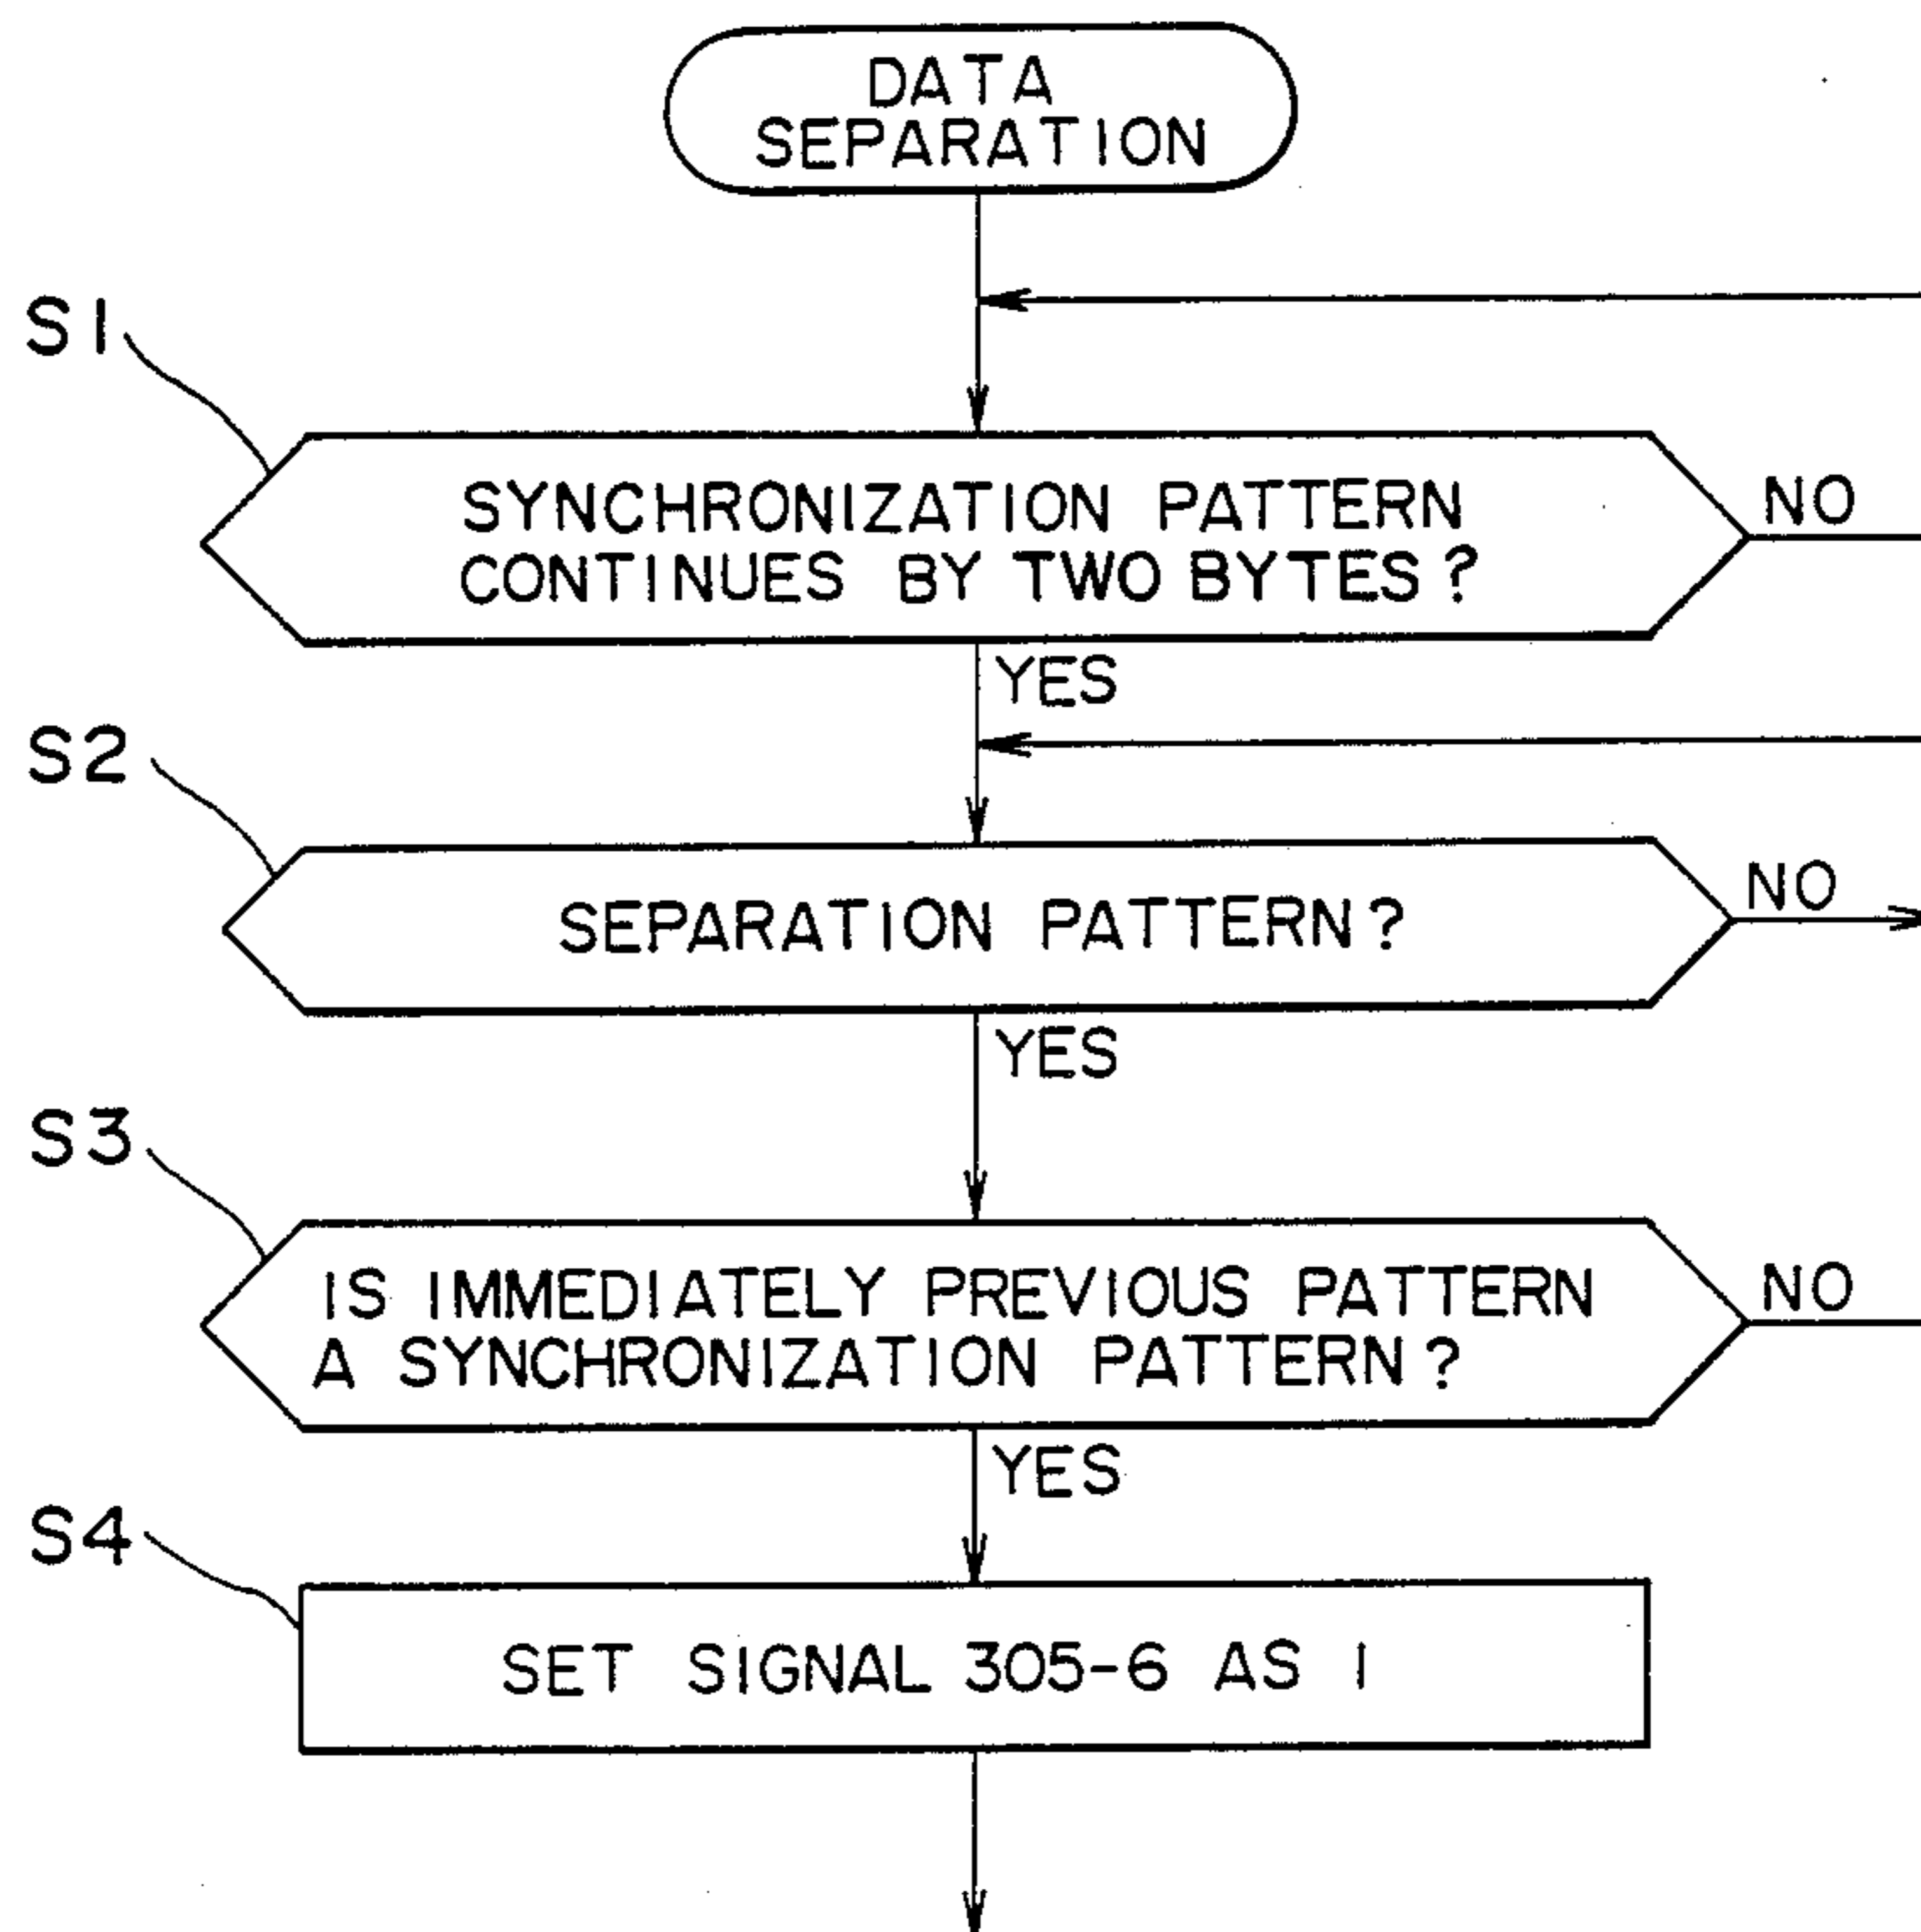 DATA
SEPARATION
S1
SYNCHRONIZATION PATTERN
CONTINUES BY TWO BYTES?
NO
YES
S2
SEPARATION PATTERN?
NO
YES
S3
IS IMMEDIATELY PREVIOUS PATTERN
A SYNCHRONIZATION PATTERN?
NO
YES
S4
SET SIGNAL 305-6 AS 1